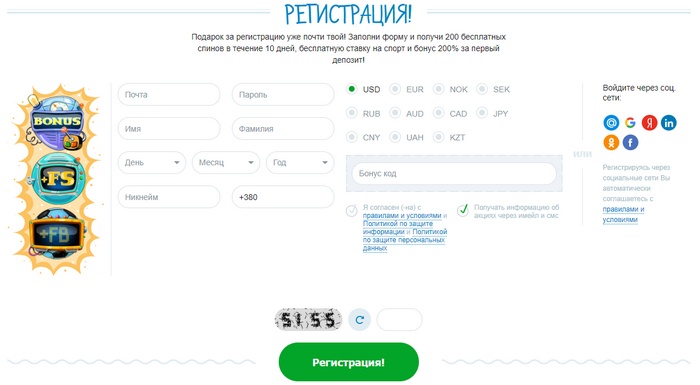 РЕГИСТРАЦИЯ!
Подарок за регистрацию уже почти твой! Заполни форму и получи 200 бесплатных
спинов в течение 10 дней, бесплатную ставку на спорт и бонус 200% за первый
депозит!
BONUS
+FS
+FB
Почта
Пароль
Имя
Фамилия
День
Месяц
Год
Никнейм
+380
USD EUR NOK SEK
RUB AUD CAD JPY
CNY UAH KZT
Бонус код
Я согласен (-на) с
правилами и условиями и
Политикой по защите
информации и Политикой
по защите персональных
данных
Получать информацию об
акциях через имейл и смс
или
Войдите через соц.
сети:
Регистрируясь через
социальные сети Вы
автоматически
соглашаетесь с
правилами и
условиями
5155
Регистрация!